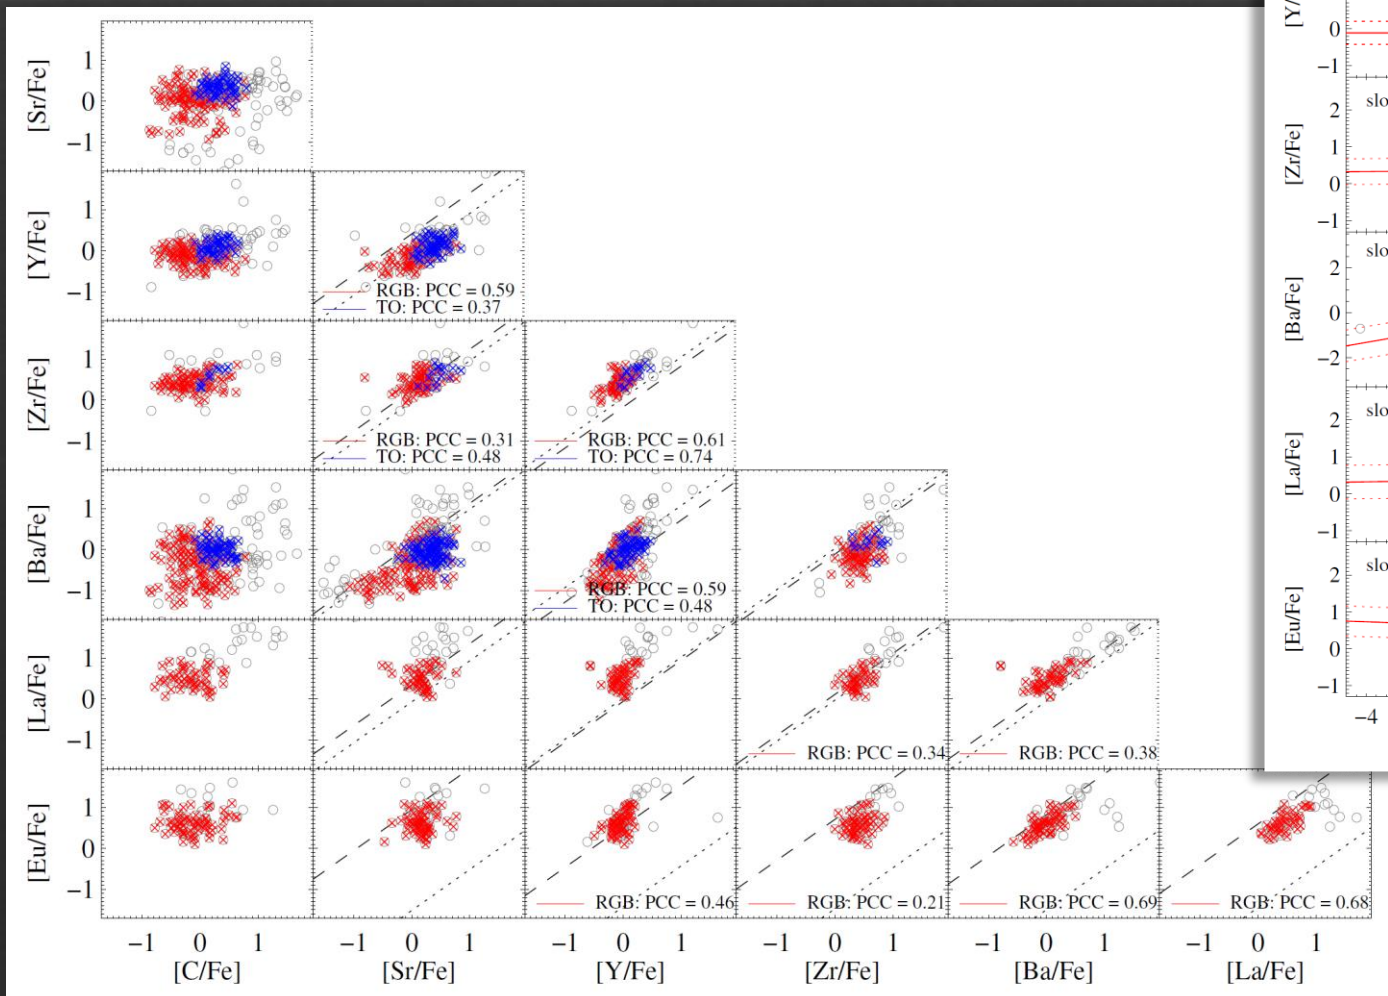 [Sr/Fe]
1
0
−1
[Y/Fe]
1
0
−1
RGB: PCC = 0.59
TO: PCC = 0.37
[Zr/Fe]
1
0
−1
RGB: PCC = 0.31
TO: PCC = 0.48
RGB: PCC = 0.61
TO: PCC = 0.74
[Ba/Fe]
1
0
−1
RGB: PCC = 0.59
TO: PCC = 0.48
[La/Fe]
1
0
−1
RGB: PCC = 0.34
RGB: PCC = 0.38
[Eu/Fe]
1
0
−1
RGB: PCC = 0.46
RGB: PCC = 0.21
RGB: PCC = 0.69
RGB: PCC = 0.68
−1 0 1
−1 0 1
−1 0 1
−1 0 1
−1 0 1
−1 0 1
[C/Fe]
[Sr/Fe]
[Y/Fe]
[Zr/Fe]
[Ba/Fe]
[La/Fe]
[Y/
0
−1
[Zr/Fe]
slo
2
1
0
−1
[Ba/Fe]
slo
2
0
−2
[La/Fe]
slo
2
1
0
−1
[Eu/Fe]
slo
2
1
0
−1
−4